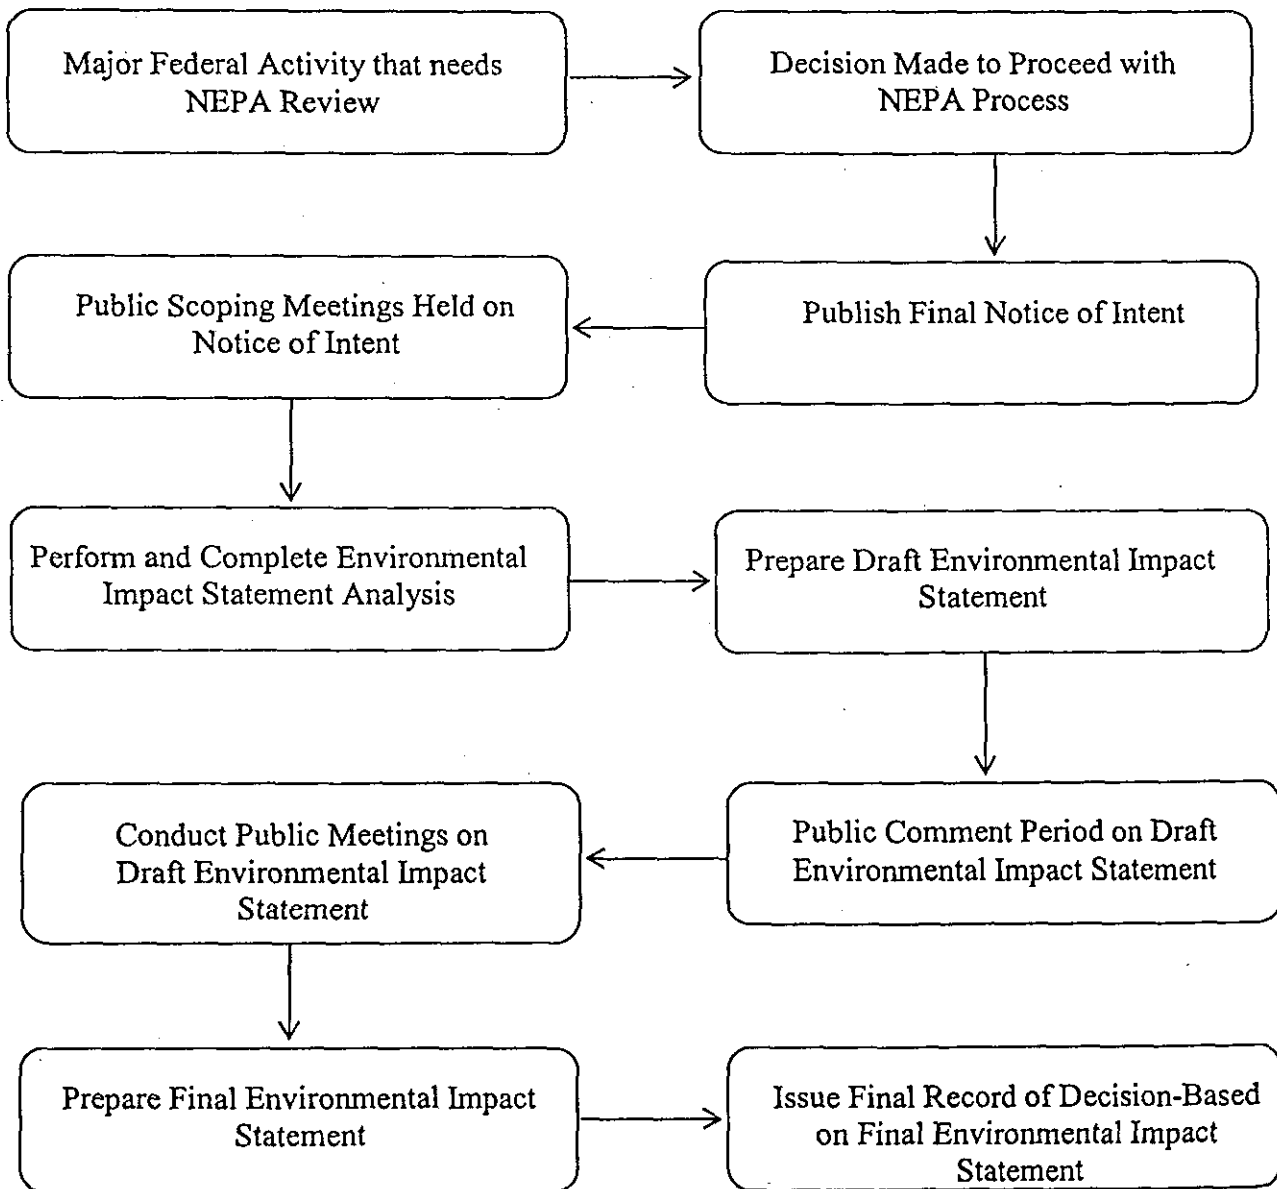 Major Federal Activity that needs
NEPA Review
Decision Made to Proceed with
NEPA Process
Publish Final Notice of Intent
Public Scoping Meetings Held on
Notice of Intent
Perform and Complete Environmental
Impact Statement Analysis
Prepare Draft Environmental Impact
Statement
Public Comment Period on Draft
Environmental Impact Statement
Conduct Public Meetings on
Draft Environmental Impact
Statement
Prepare Final Environmental Impact
Statement
Issue Final Record of Decision-Based
on Final Environmental Impact
Statement